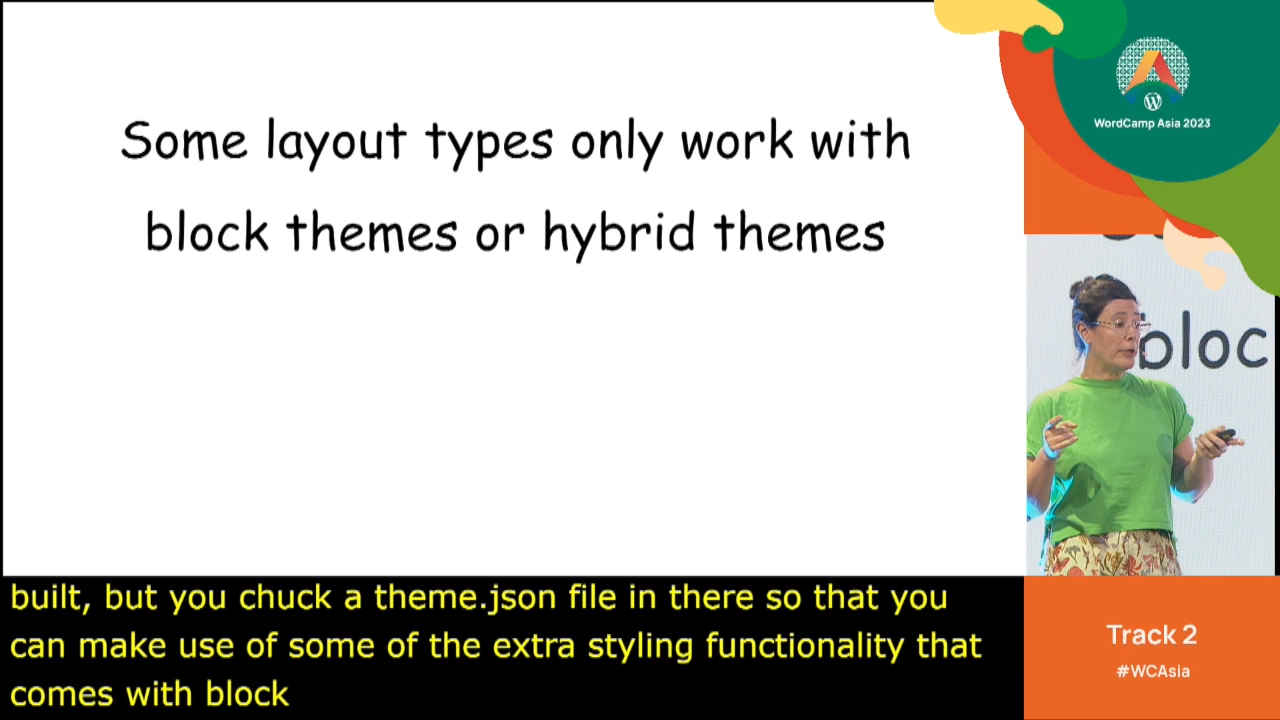 Some layout types only work with
block themes or hybrid themes
WordCamp Asia 2023
bloc
built, but you chuck a theme.json file in there so that you
can make use of some of the extra styling functionality that
comes with block
Track 2
#WCAsia